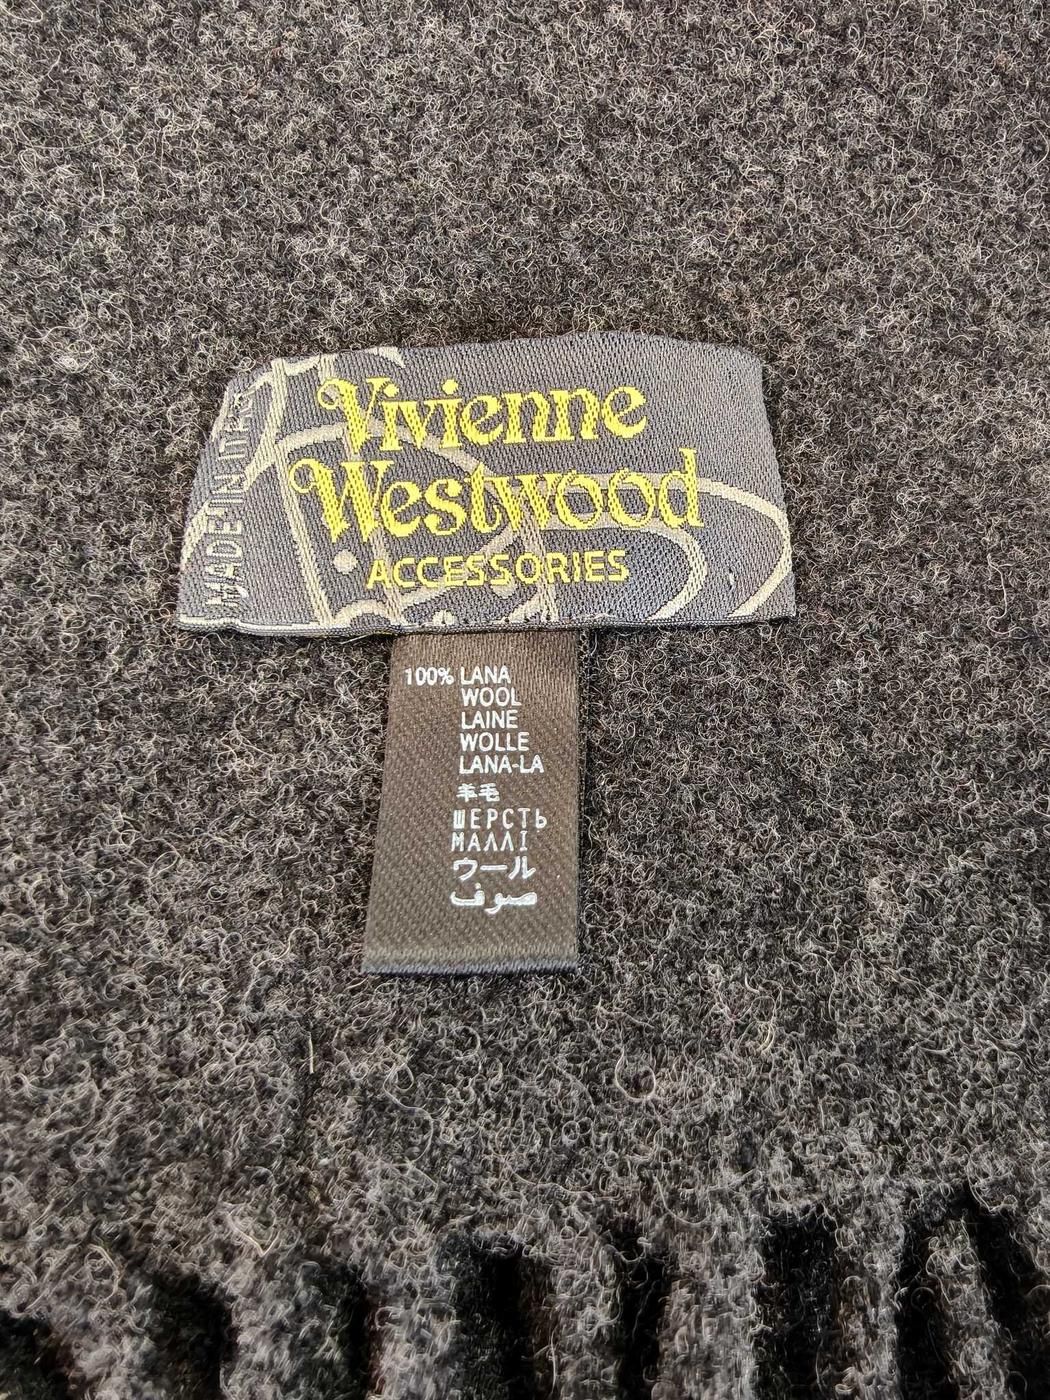 Vivienne
Westwood
ACCESSORIES
MADE IN ITALY
100% LANA
WOOL
LAINE
WOLLE
LANA-LA
羊毛
ШЕРСТЬ
ΜΑΛΛΙ
ウール
صوف